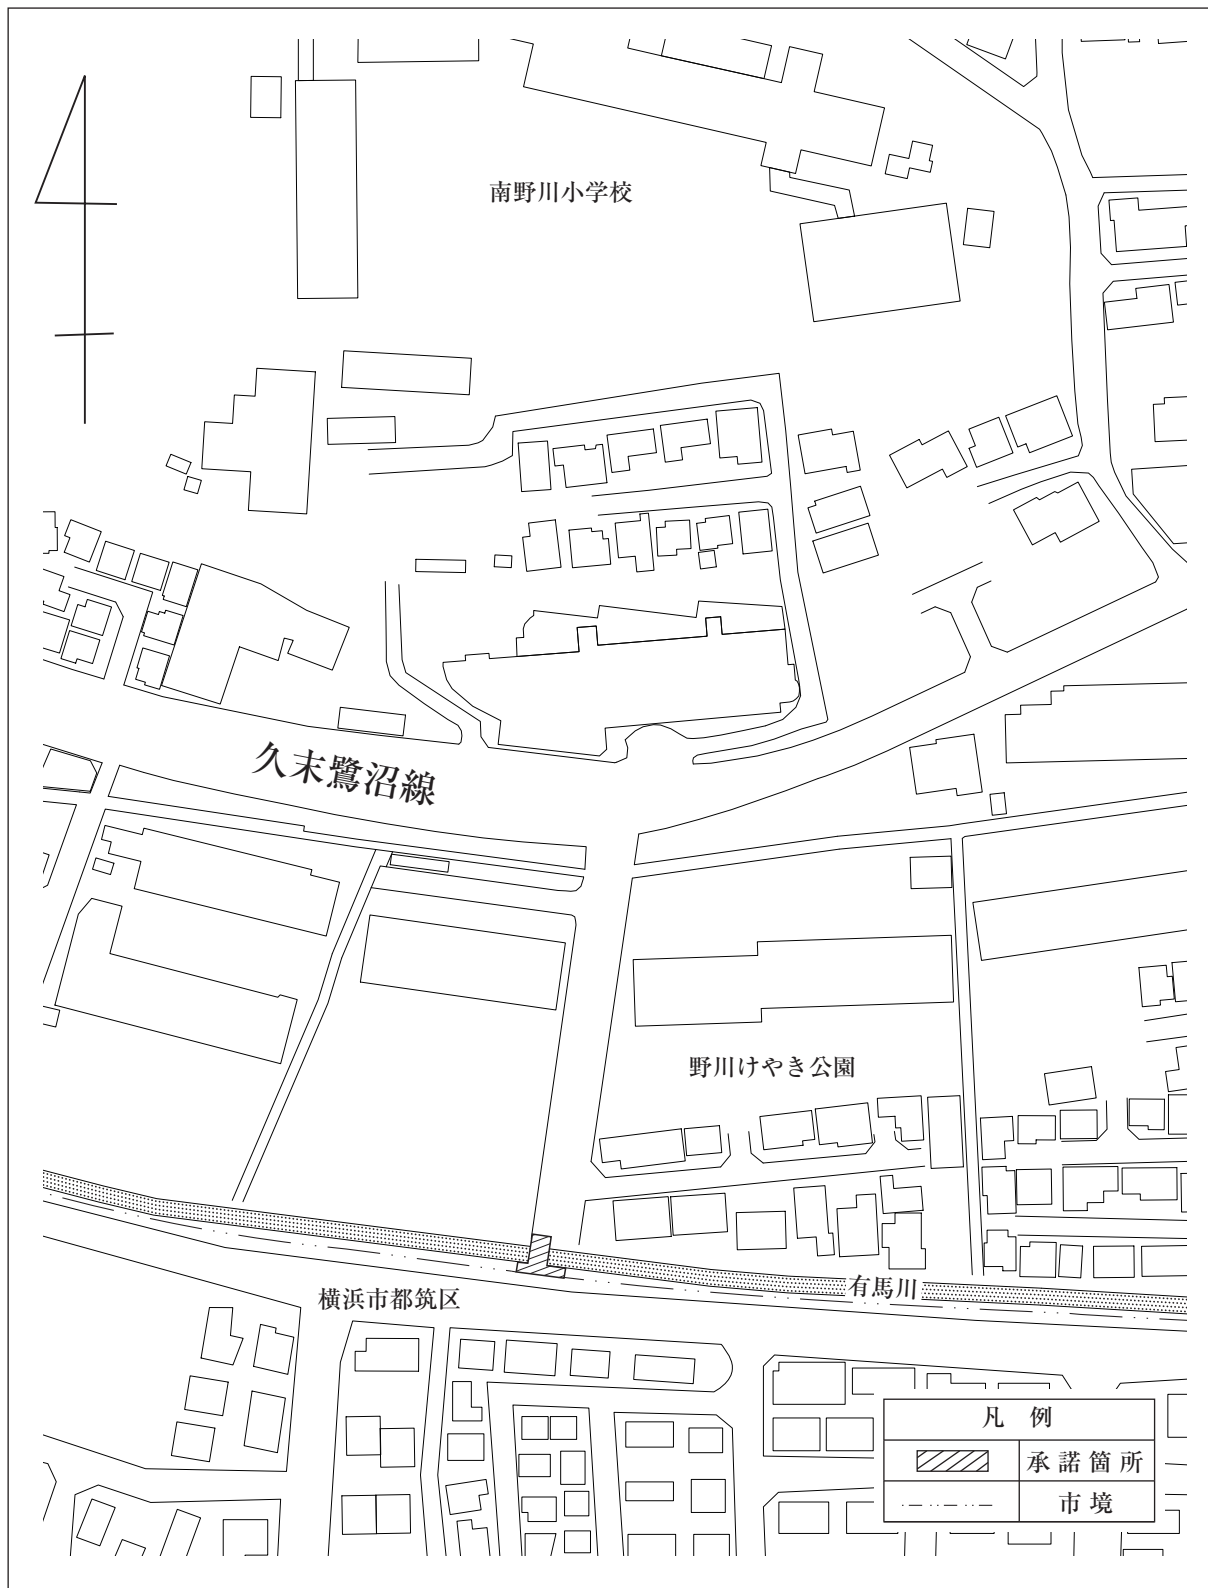 南野川小学校
久末鷺沼線
野川けやき公園
有馬川
横浜市都筑区
凡 例
承諾箇所
市境